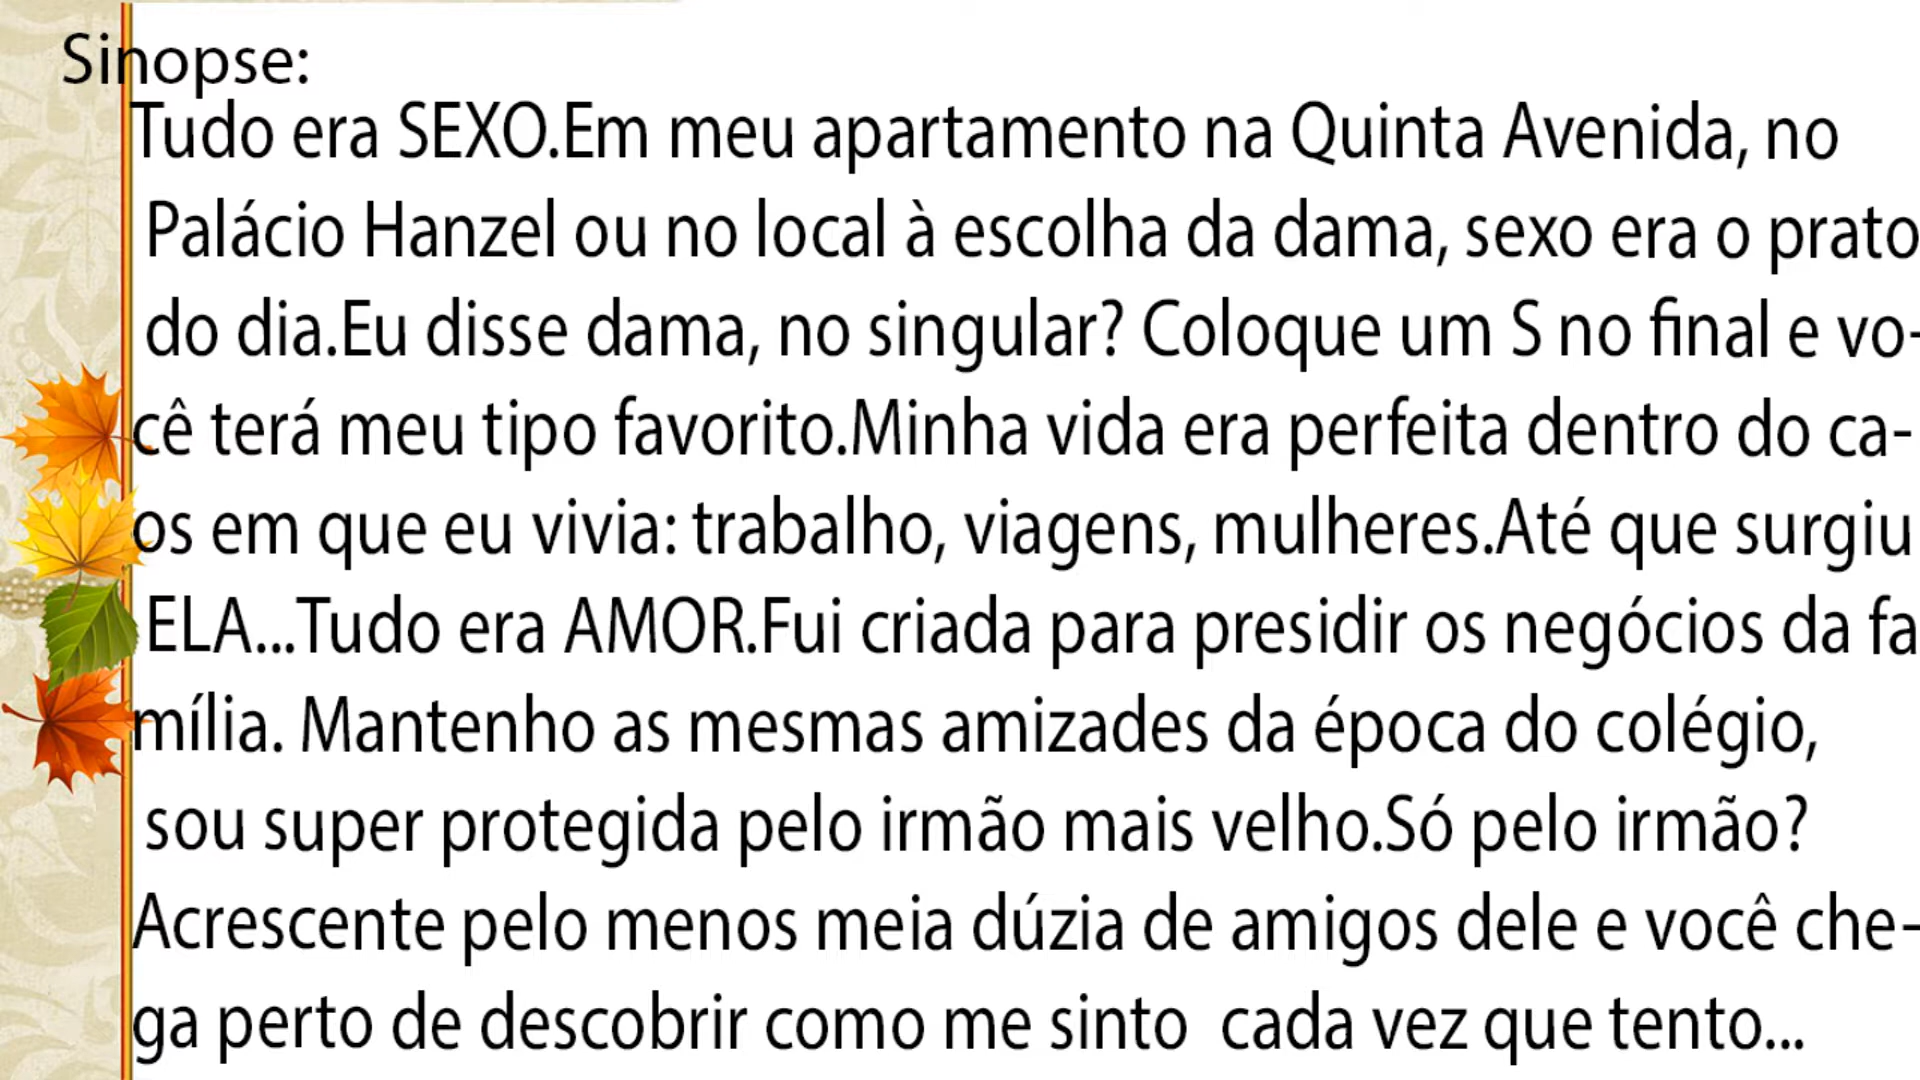 Sinopse:
Tudo era SEXO.Em meu apartamento na Quinta Avenida, no
Palácio Hanzel ou no local à escolha da dama, sexo era o prato
do dia.Eu disse dama, no singular? Coloque um S no final e vo-
cê terá meu tipo favorito.Minha vida era perfeita dentro do ca-
os em que eu vivia: trabalho, viagens, mulheres.Até que surgiu
ELA...Tudo era AMOR.Fui criada para presidir os negócios da fa
mília. Mantenho as mesmas amizades da época do colégio,
sou super protegida pelo irmão mais velho.Só pelo irmão?
Acrescente pelo menos meia dúzia de amigos dele e você che-
ga perto de descobrir como me sinto  cada vez que tento...